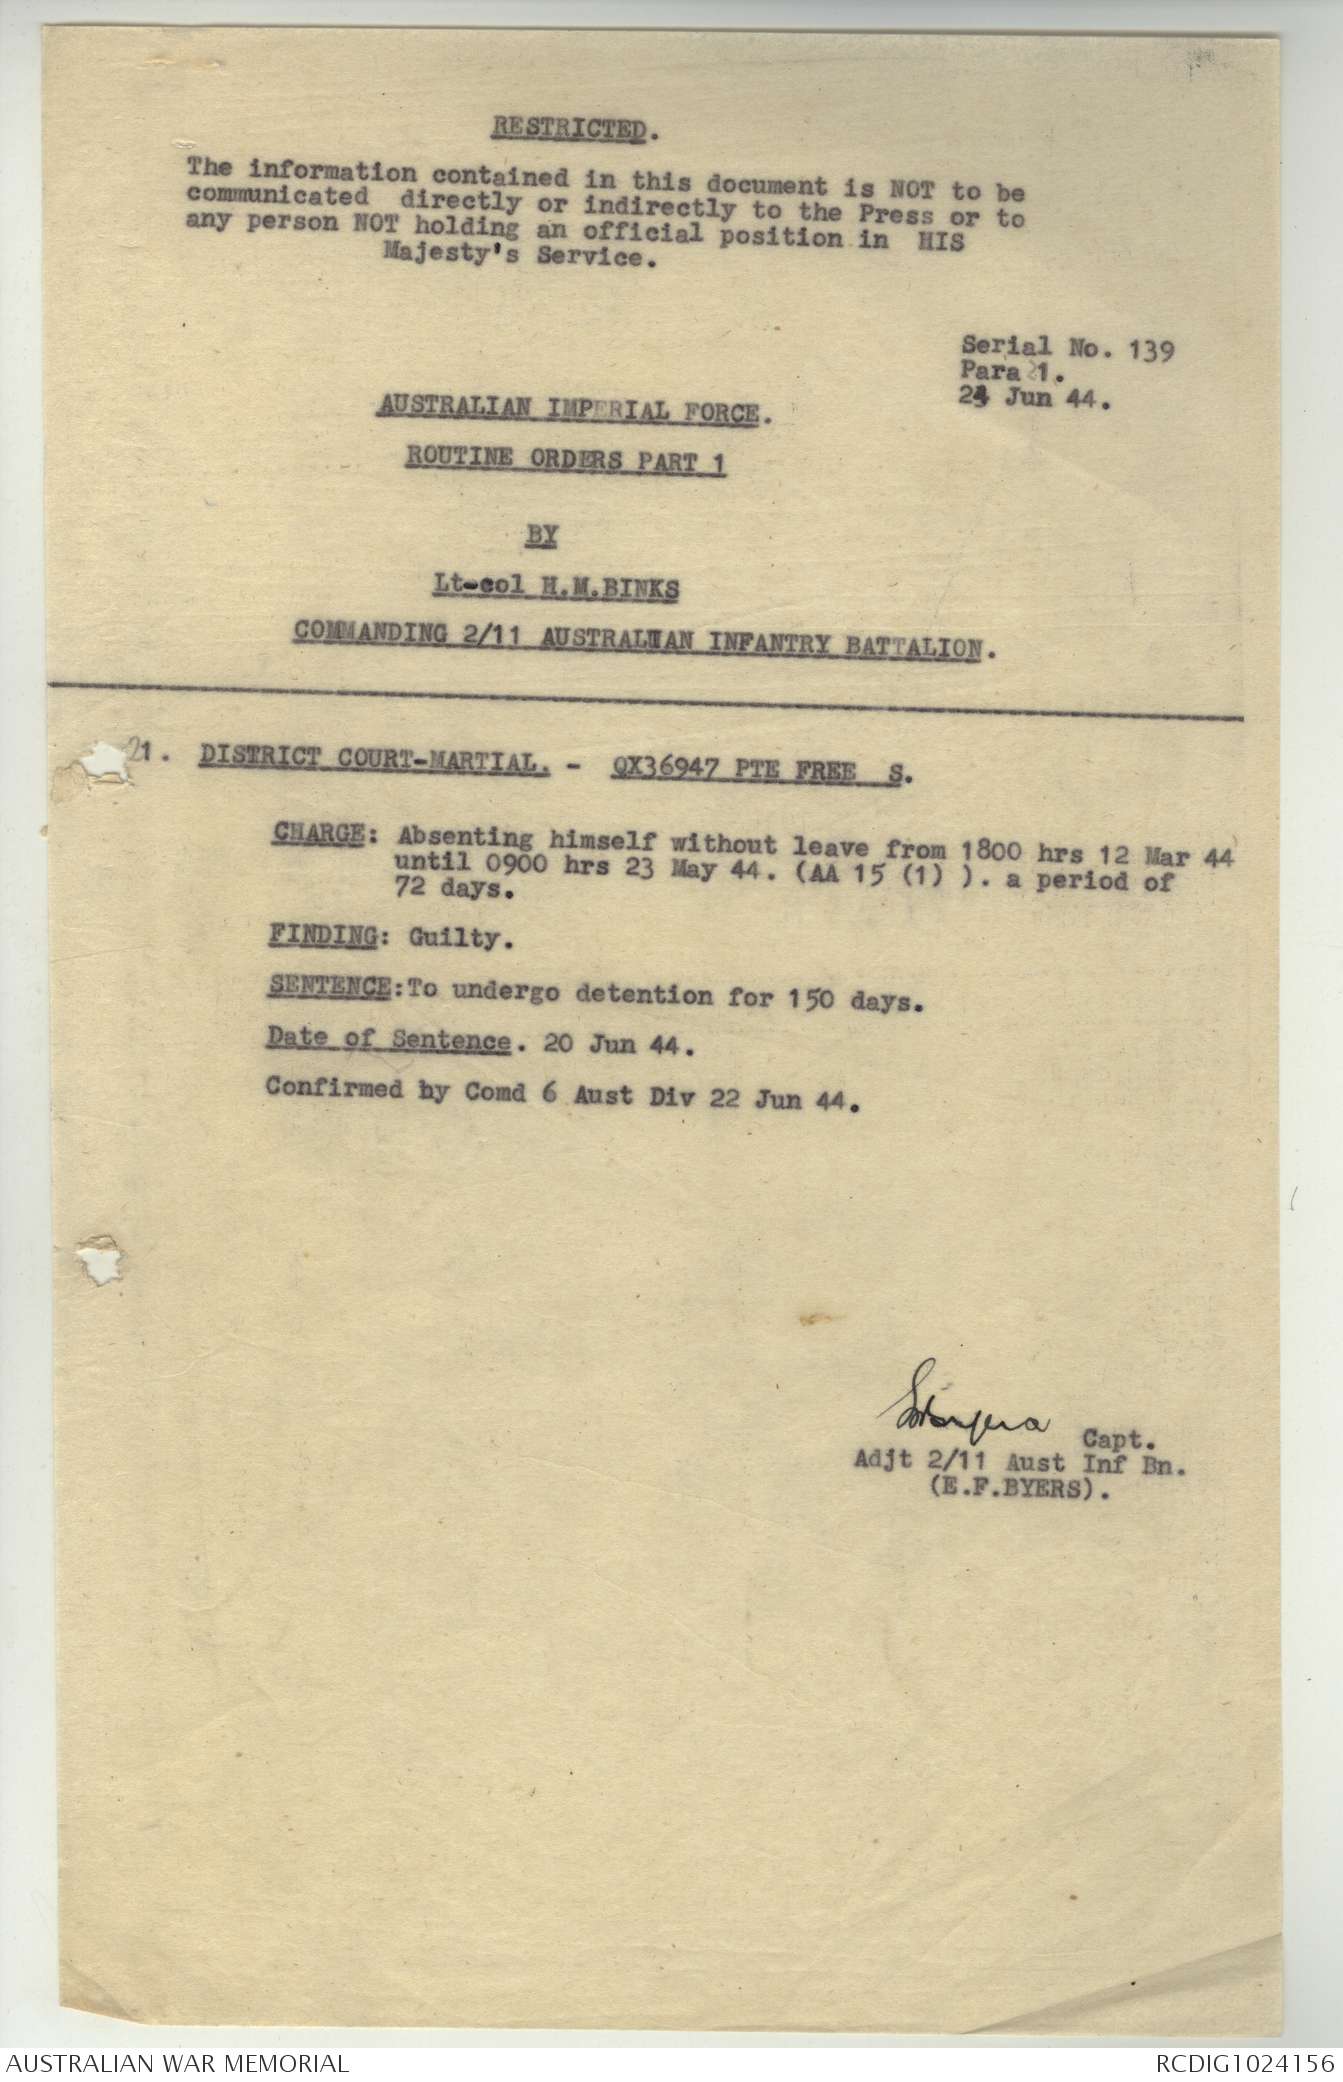 RESTRICTED.
The information contained in this document is NOT to be
communicated directly or indirectly to the Press or to
any person NOT holding an official position in HIS
Majesty's Service.
Serial No. 139
Para 21.
Jun 44.
AUSTRALIAN IMPERIAL FORCE.
ROUTINE ORDERS PART 1
BY
Lt-col H.M.BINKS
COMMANDING 2/11 AUSTRALIAN INFANTRY BATTALION.
21. DISTRICT COURT-MARTIAL. - QX36947 PTE FREE S.
CHARGE: Absenting himself without leave from 1800 hrs 12 Mar 44
until 0900 hrs 23 May 44. (AA 15 (1) ). a period of
72 days.
FINDING: Guilty.
SENTENCE:To undergo detention for 150 days.
Date of Sentence. 20 Jun 44.
Confirmed by Comd 6 Aust Div 22 Jun 44.
Capt.
Adjt 2/11 Aust Inf Bn.
(E.F.BYERS).
AUSTRALIAN WAR MEMORIAL
RCDIG1024156